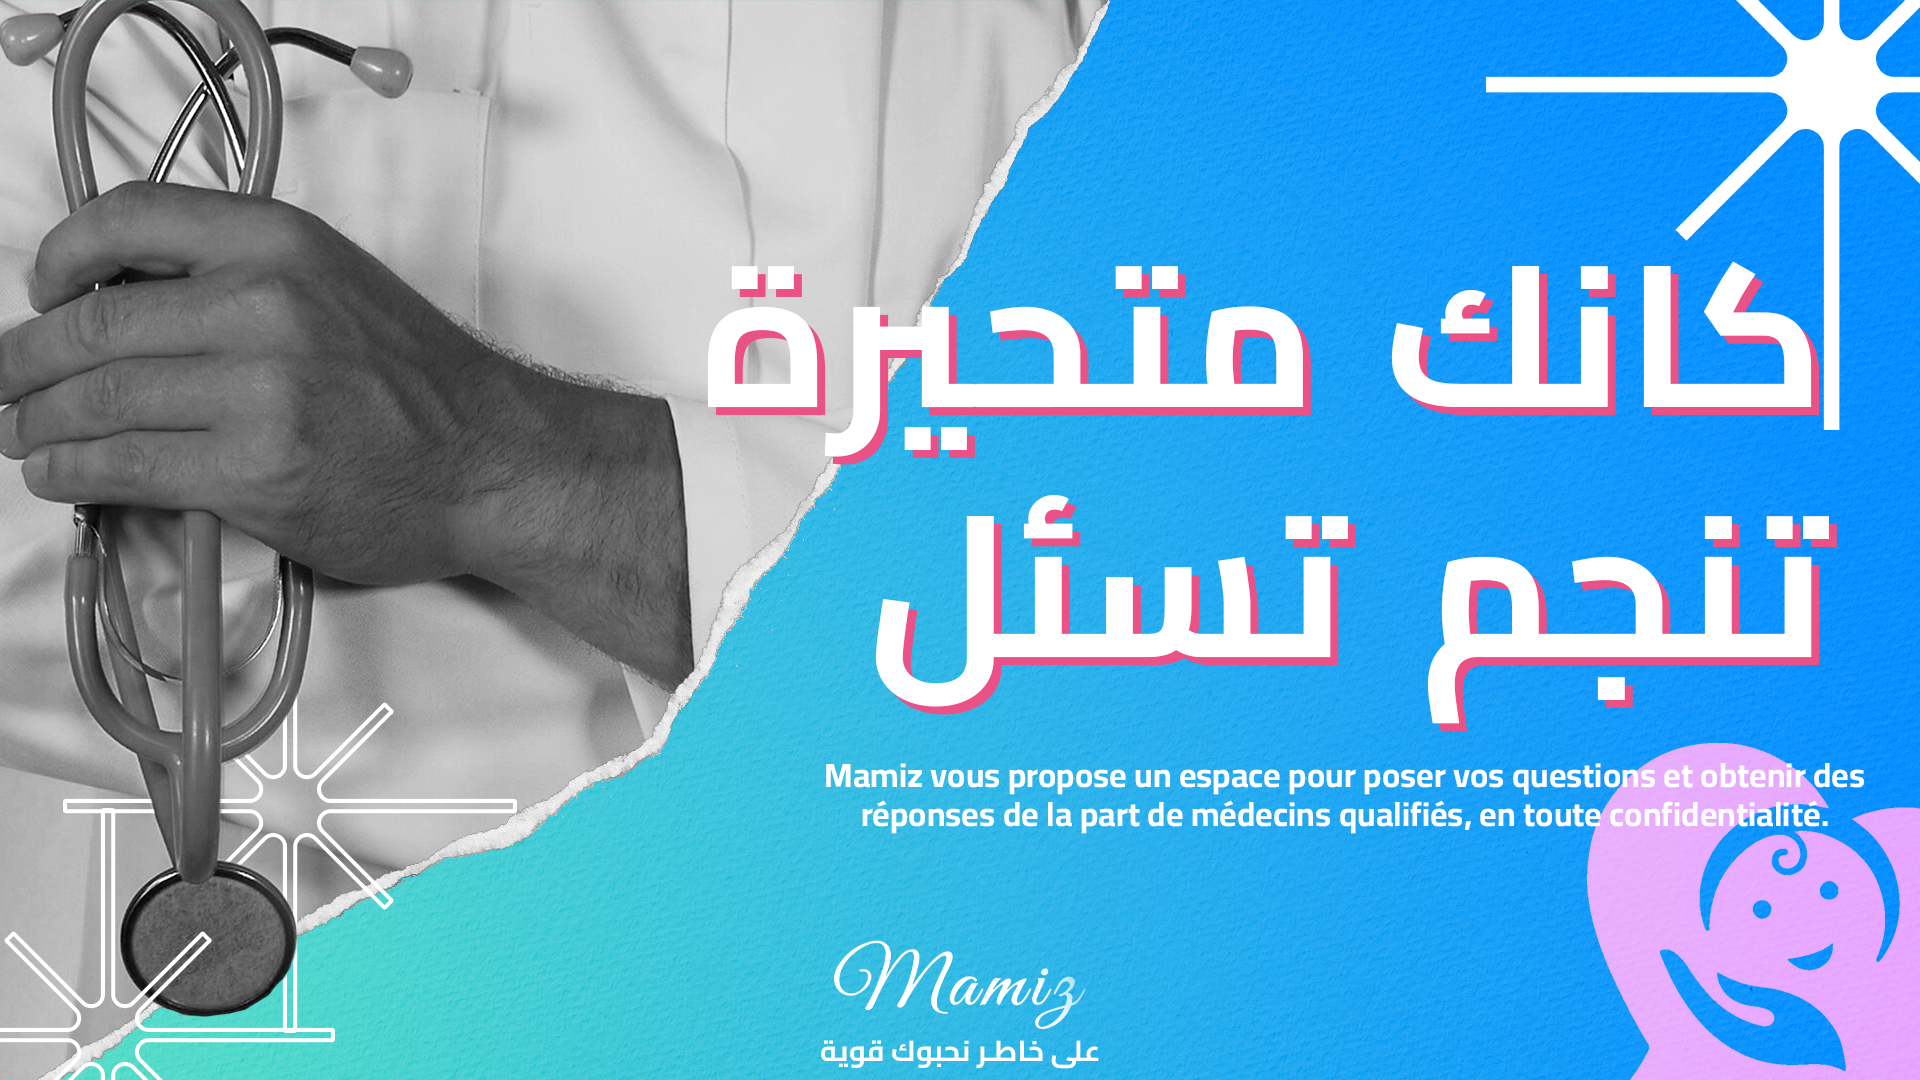 كانك متحيرة
تنجم تسئل
Mamiz vous propose un espace pour poser vos questions et obtenir des
réponses de la part de médecins qualifiés, en toute confidentialité.
Mamiz
على خاطر نحبوك قوية